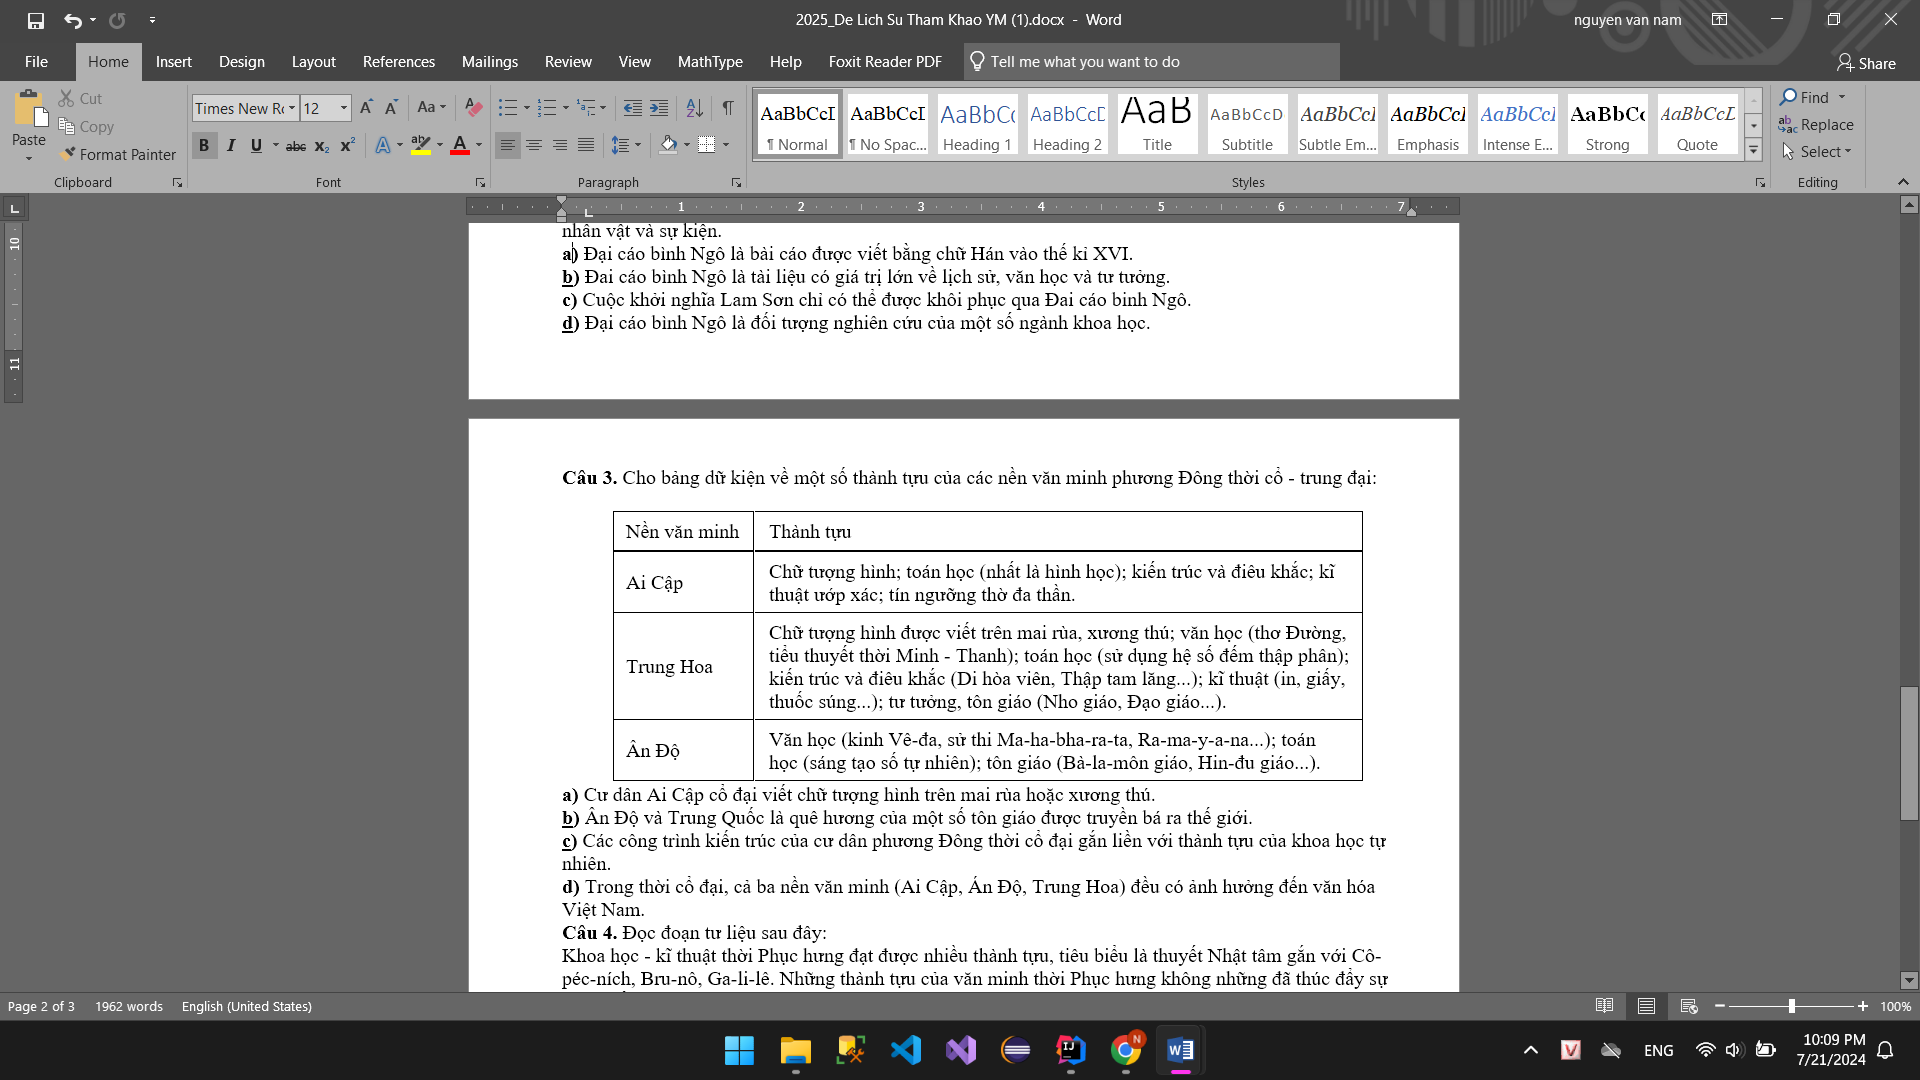 2025_De Lich Su Tham Khao YM (1).docx - Word
nguyen van nam
File Home Insert Design Layout References Mailings Review View MathType Help Foxit Reader PDF Tell me what you want to do Share
Paste
Cut
Copy
Format Painter
Clipboard
Times New Ro 12
Font
Paragraph
AaBbCcI AaBbCcI AaBbCc AaBbCcD AaB AaBbCcD AaBbCcI AaBbCcI AaBbCcI AaBbCc AaBbCcL
¶ Normal ¶ No Spac... Heading 1 Heading 2 Title Subtitle Subtle Em... Emphasis Intense E... Strong Quote
Styles
Find
Replace
Select
Editing
1 2 3 4 5 6 7
10
11
nhân vật và sự kiện.
a) Đại cáo bình Ngô là bài cáo được viết bằng chữ Hán vào thế kỉ XVI.
b) Đai cáo bình Ngô là tài liệu có giá trị lớn về lịch sử, văn học và tư tưởng.
c) Cuộc khởi nghĩa Lam Sơn chỉ có thể được khôi phục qua Đai cáo binh Ngô.
d) Đại cáo bình Ngô là đối tượng nghiên cứu của một số ngành khoa học.
Câu 3. Cho bảng dữ kiện về một số thành tựu của các nền văn minh phương Đông thời cổ - trung đại:
Nền văn minh Thành tựu
Ai Cập
Chữ tượng hình; toán học (nhất là hình học); kiến trúc và điêu khắc; kĩ
thuật ướp xác; tín ngưỡng thờ đa thần.
Trung Hoa
Chữ tượng hình được viết trên mai rùa, xương thú; văn học (thơ Đường,
tiểu thuyết thời Minh - Thanh); toán học (sử dụng hệ số đếm thập phân);
kiến trúc và điêu khắc (Di hòa viên, Thập tam lăng...); kĩ thuật (in, giấy,
thuốc súng...); tư tưởng, tôn giáo (Nho giáo, Đạo giáo...).
Ân Độ
Văn học (kinh Vê-đa, sử thi Ma-ha-bha-ra-ta, Ra-ma-y-a-na...); toán
học (sáng tạo số tự nhiên); tôn giáo (Bà-la-môn giáo, Hin-đu giáo...).
a) Cư dân Ai Cập cổ đại viết chữ tượng hình trên mai rùa hoặc xương thú.
b) Ân Độ và Trung Quốc là quê hương của một số tôn giáo được truyền bá ra thế giới.
c) Các công trình kiến trúc của cư dân phương Đông thời cổ đại gắn liền với thành tựu của khoa học tự
nhiên.
d) Trong thời cổ đại, cả ba nền văn minh (Ai Cập, Án Độ, Trung Hoa) đều có ảnh hưởng đến văn hóa
Việt Nam.
Câu 4. Đọc đoạn tư liệu sau đây:
Khoa học - kĩ thuật thời Phục hưng đạt được nhiều thành tựu, tiêu biểu là thuyết Nhật tâm gắn với Cô-
péc-ních, Bru-nô, Ga-li-lê. Những thành tựu của văn minh thời Phục hưng không những đã thúc đẩy sự
Page 2 of 3 1962 words English (United States) 100%
ENG
10:09 PM
7/21/2024